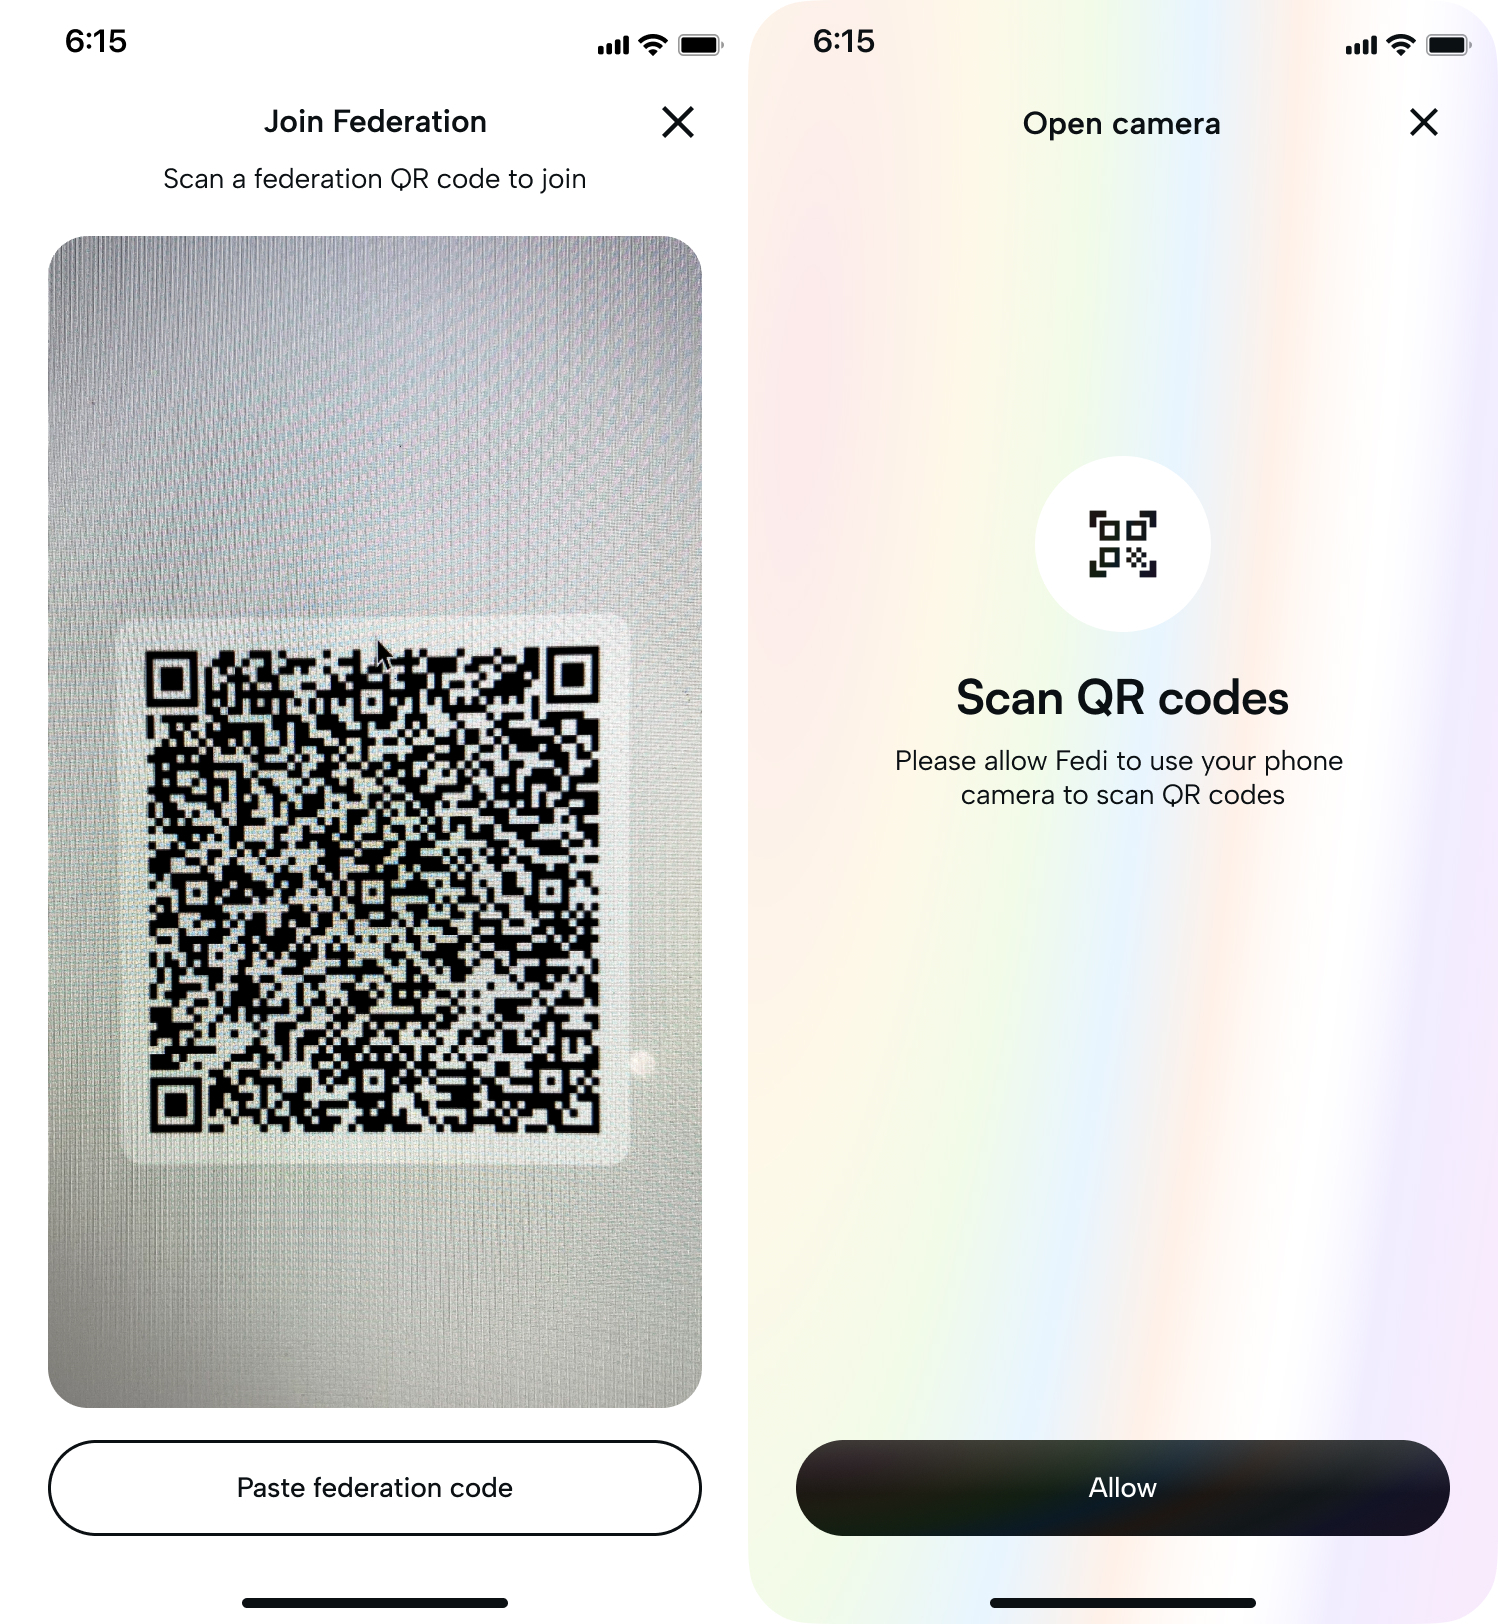 6:15
Join Federation
Scan a federation QR code to join
Paste federation code
6:15
Open camera
Scan QR codes
Please allow Fedi to use your phone
camera to scan QR codes
Allow